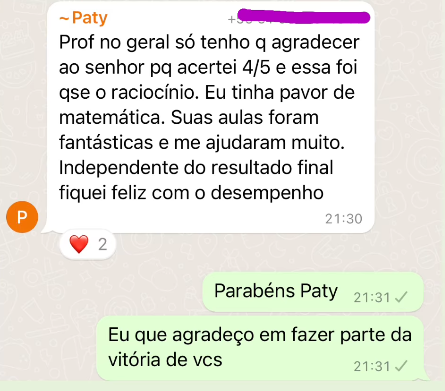 ~Paty
Prof no geral só tenho q agradecer
ao senhor pq acertei 4/5 e essa foi
qse o raciocínio. Eu tinha pavor de
matemática. Suas aulas foram
fantásticas e me ajudaram muito.
Independente do resultado final
fiquei feliz com o desempenho
21:30
P
2
Parabéns Paty 21:31
Eu que agradeço em fazer parte da
vitória de vcs 21:31